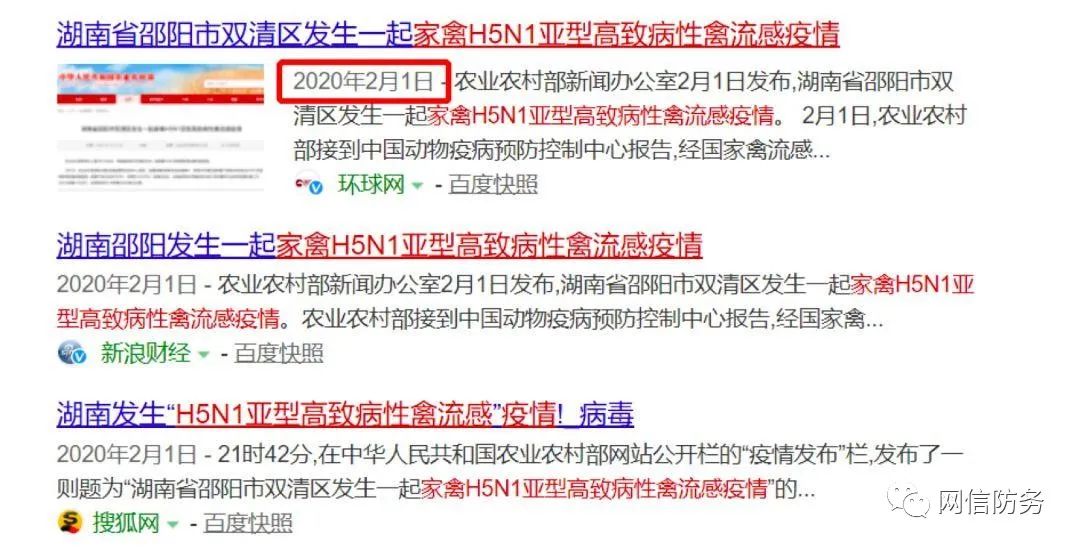 湖南省邵阳市双清区发生一起家禽H5N1亚型高致病性禽流感疫情
2020年2月1日 - 农业农村部新闻办公室2月1日发布,湖南省邵阳市双
清区发生一起家禽H5N1亚型高致病性禽流感疫情。 2月1日,农业农村
部接到中国动物疫病预防控制中心报告,经国家禽流感...
环球网 - 百度快照
湖南邵阳发生一起家禽H5N1亚型高致病性禽流感疫情
2020年2月1日 - 农业农村部新闻办公室2月1日发布,湖南省邵阳市双清区发生一起家禽H5N1亚
型高致病性禽流感疫情。农业农村部接到中国动物疫病预防控制中心报告,经国家禽...
新浪财经 - 百度快照
湖南发生“H5N1亚型高致病性禽流感”疫情!_病毒
2020年2月1日 - 21时42分,在中华人民共和国农业农村部网站公开栏的“疫情发布”栏,发布了一
则题为“湖南省邵阳市双清区发生一起家禽H5N1亚型高致病性禽流感疫情”的...
搜狐网 - 百度快照
网信防务